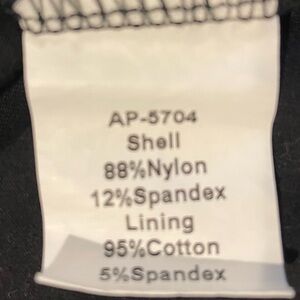 AP-5704
Shell
88%Nylon
12%Spandex
Lining
95%Cotton
5%Spandex